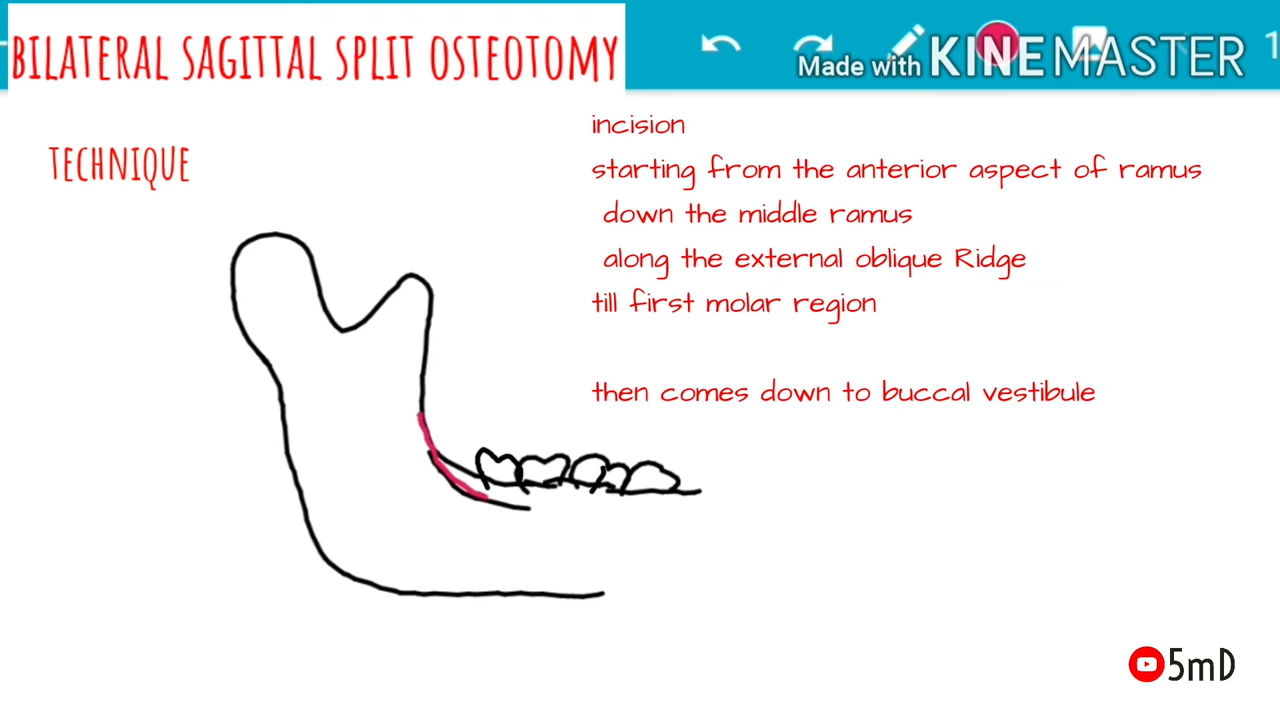 BILATERAL SAGITTAL SPLIT OSTEOTOMY
Made with KINEMASTER
1
TECHNIQUE
incision
starting from the anterior aspect of ramus
down the middle ramus
along the external oblique Ridge
till first molar region
then comes down to buccal vestibule
5mD